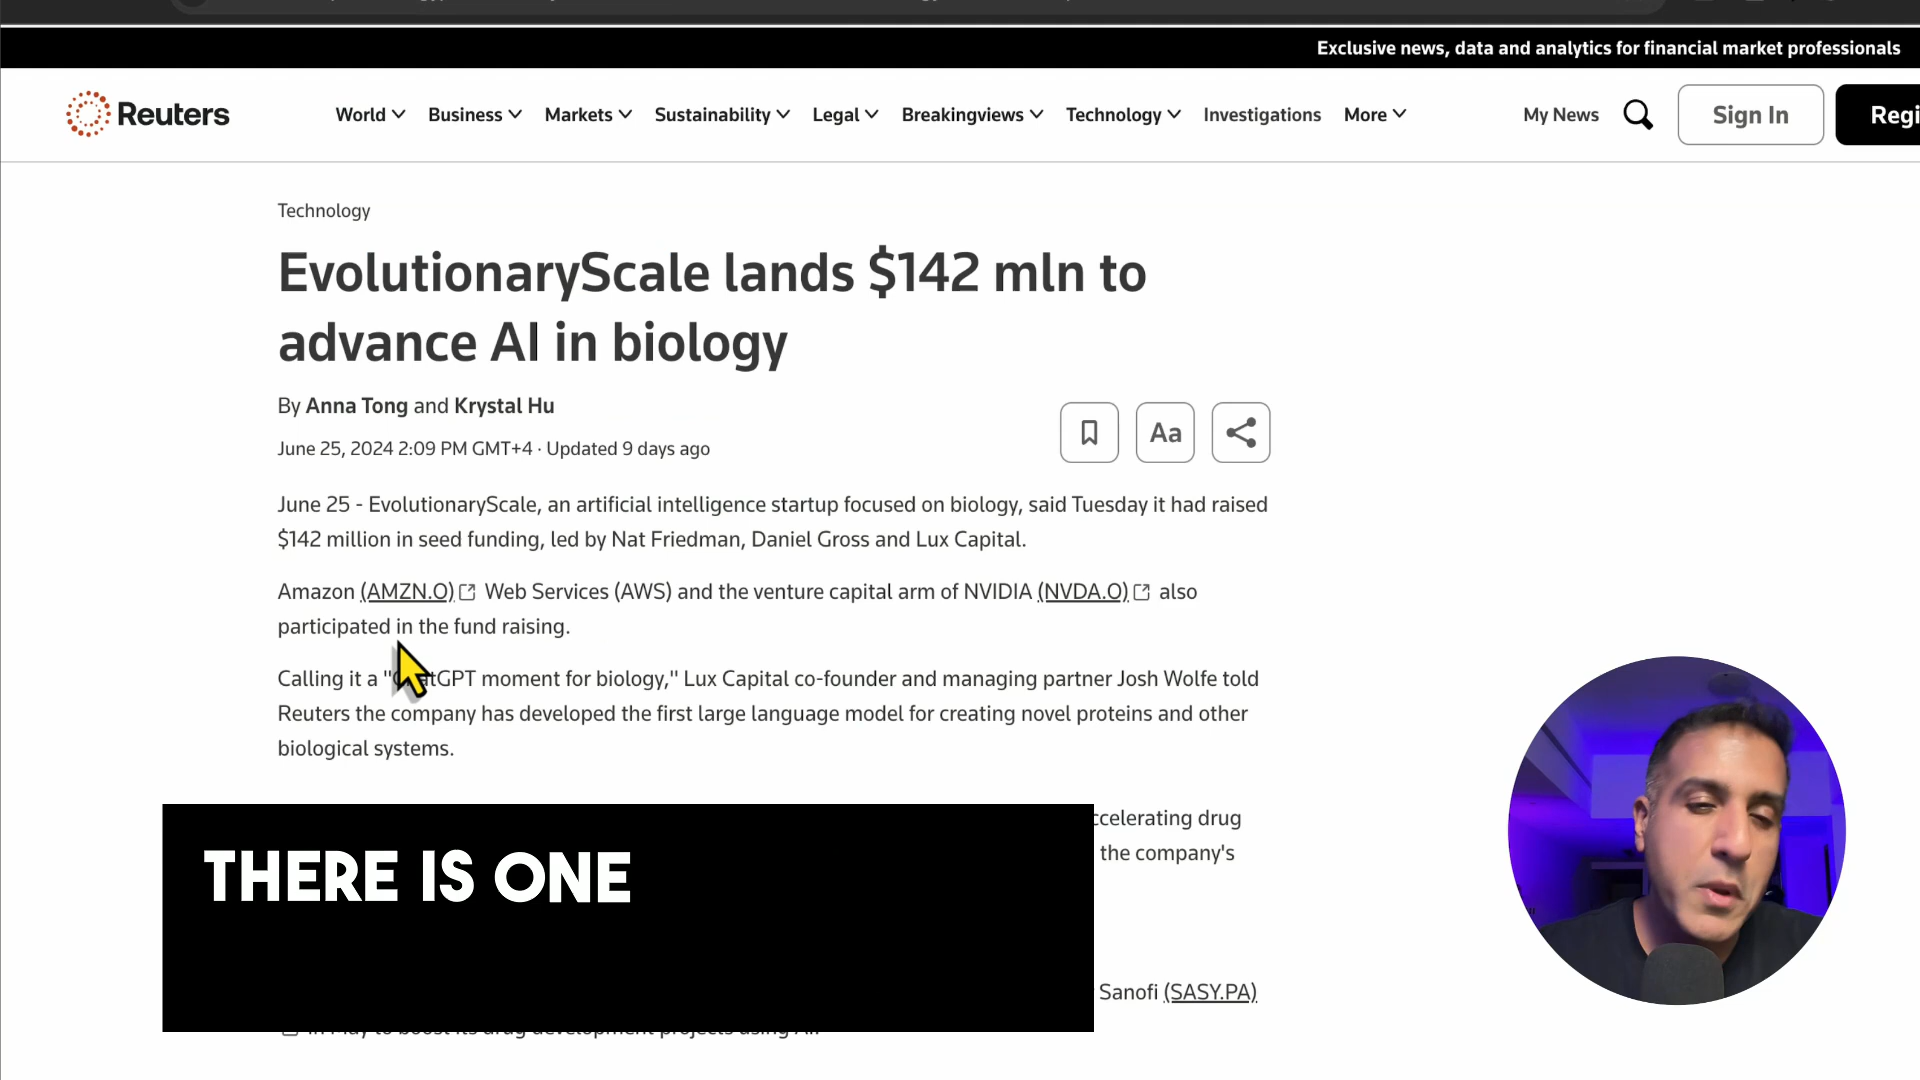 Exclusive news, data and analytics for financial market professionals
Reuters
World Business Markets Sustainability Legal Breakingviews Technology Investigations More My News Sign In Regi
Technology
EvolutionaryScale lands $142 mln to
advance AI in biology
By Anna Tong and Krystal Hu
June 25, 2024 2:09 PM GMT+4 · Updated 9 days ago
Aa
June 25 - EvolutionaryScale, an artificial intelligence startup focused on biology, said Tuesday it had raised
$142 million in seed funding, led by Nat Friedman, Daniel Gross and Lux Capital.
Amazon (AMZN.O) Web Services (AWS) and the venture capital arm of NVIDIA (NVDA.O) also
participated in the fund raising.
Calling it a "ChatGPT moment for biology," Lux Capital co-founder and managing partner Josh Wolfe told
Reuters the company has developed the first large language model for creating novel proteins and other
biological systems.
ccelerating drug
the company's
THERE IS ONE
Sanofi (SASY.PA)
in May to boost its drug development projects using AI.